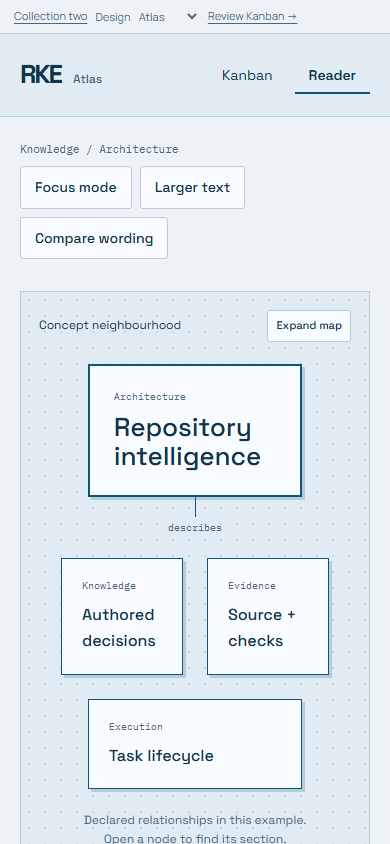 Collection two Design Atlas Review Kanban →
RKE Atlas Kanban Reader
Knowledge / Architecture
Focus mode Larger text
Compare wording
Concept neighbourhood Expand map
Architecture
Repository
intelligence
describes
Knowledge Evidence
Authored Source +
decisions checks
Execution
Task lifecycle
Declared relationships in this example.
Open a node to find its section.